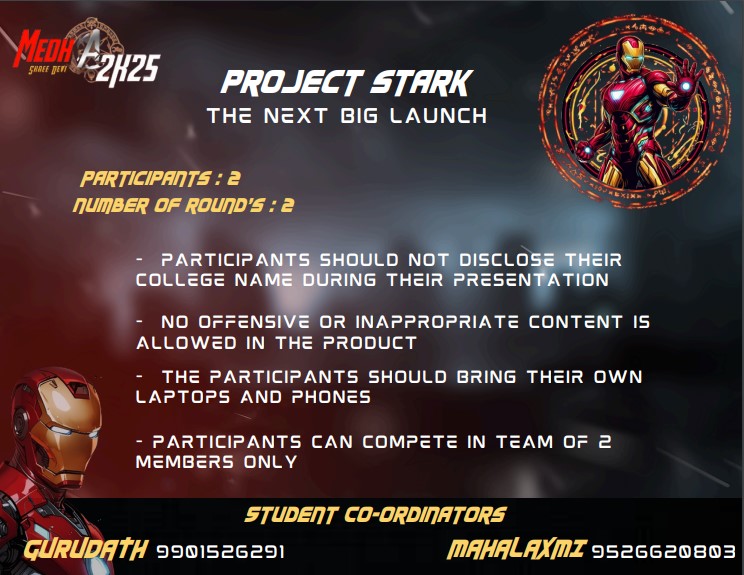 MEDHA
SHREE DEVI
2K25
PROJECT STARK
THE NEXT BIG LAUNCH
PARTICIPANTS : 2
NUMBER OF ROUND'S : 2
- PARTICIPANTS SHOULD NOT DISCLOSE THEIR
COLLEGE NAME DURING THEIR PRESENTATION
- NO OFFENSIVE OR INAPPROPRIATE CONTENT IS
ALLOWED IN THE PRODUCT
- THE PARTICIPANTS SHOULD BRING THEIR OWN
LAPTOPS AND PHONES
- PARTICIPANTS CAN COMPETE IN TEAM OF 2
MEMBERS ONLY
STUDENT CO-ORDINATORS
GURUDATH 9901526291
MAHALAXMI 9526620803